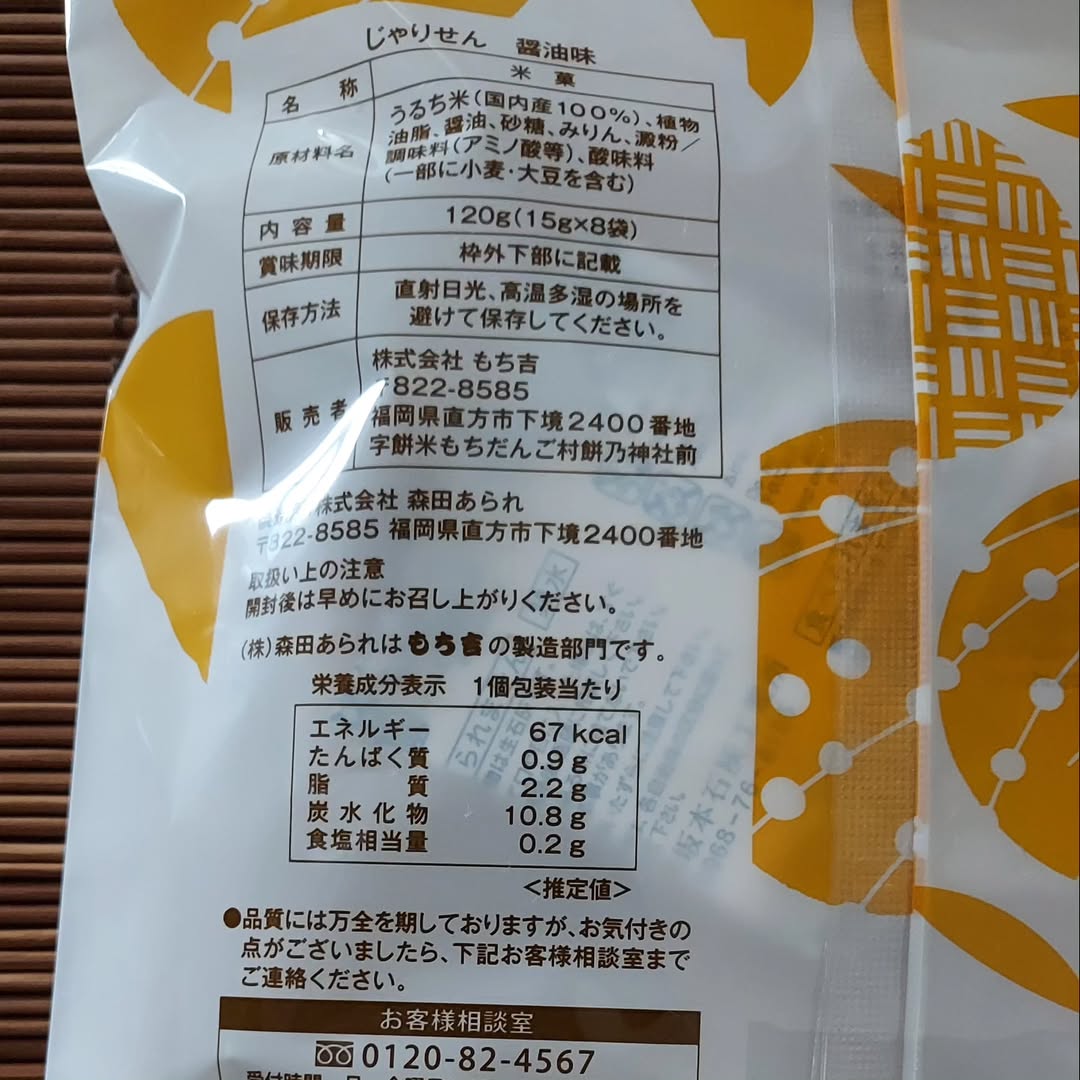 じゃりせん 醤油味
名称 米菓
原材料名 うるち米(国内産100%)、植物
油脂、醤油、砂糖、みりん、澱粉/
調味料(アミノ酸等)、酸味料
(一部に小麦・大豆を含む)
内容量 120g(15g×8袋)
賞味期限 枠外下部に記載
保存方法 直射日光、高温多湿の場所を
避けて保存してください。
販売者 株式会社 もち吉
〒822-8585
福岡県直方市下境2400番地
字餅米もちだんご村餅乃神社前
株式会社 森田あられ
〒822-8585 福岡県直方市下境2400番地
取扱い上の注意
開封後は早めにお召し上がりください。
(株)森田あられはもち吉の製造部門です。
栄養成分表示 1個包装当たり
エネルギー 67 kcal
たんぱく質 0.9 g
脂質 2.2 g
炭水化物 10.8 g
食塩相当量 0.2 g
<推定値>
●品質には万全を期しておりますが、お気付きの
点がございましたら、下記お客様相談室まで
ご連絡ください。
お客様相談室
0120-82-4567